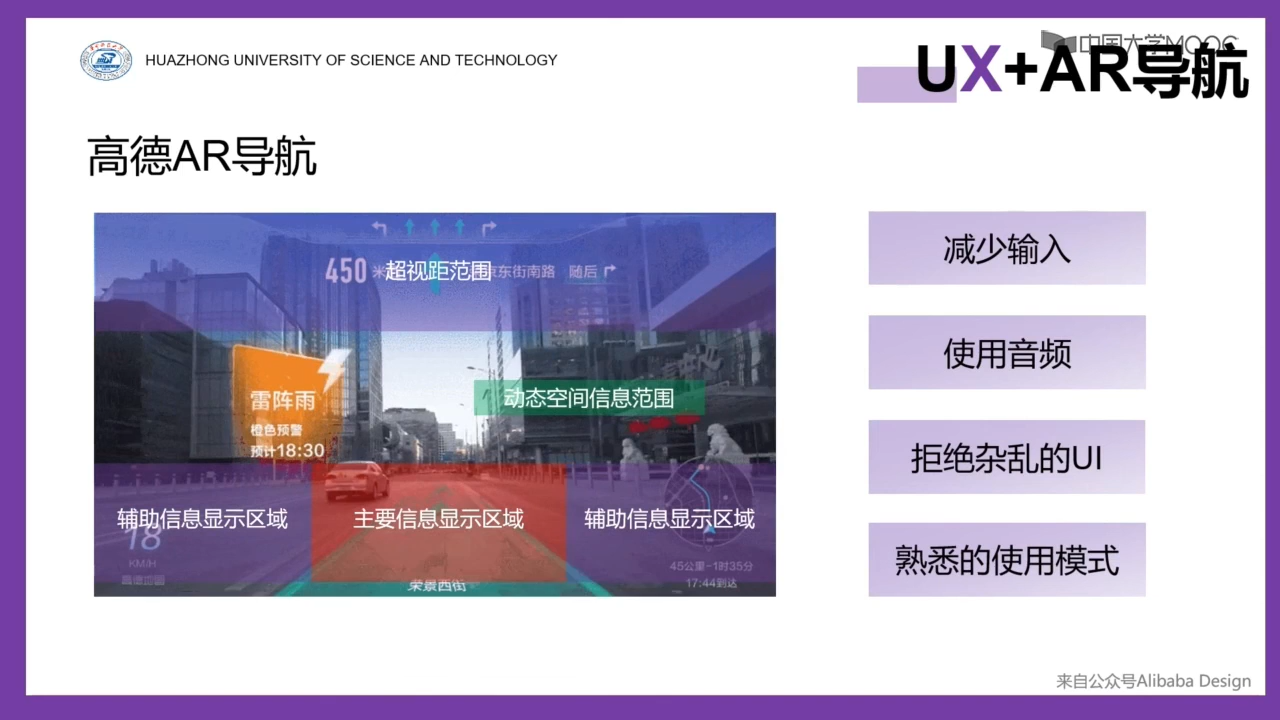 HUAZHONG UNIVERSITY OF SCIENCE AND TECHNOLOGY
中国大学MOOC
UX+AR导航
高德AR导航
450 米 超视距范围 京东街南路 随后
雷阵雨
橙色预警
预计18:30
动态空间信息范围
辅助信息显示区域
主要信息显示区域
辅助信息显示区域
18
KM/H
高德地图
荣景西街
45公里-1时35分
17:44到达
减少输入
使用音频
拒绝杂乱的UI
熟悉的使用模式
来自公众号Alibaba Design